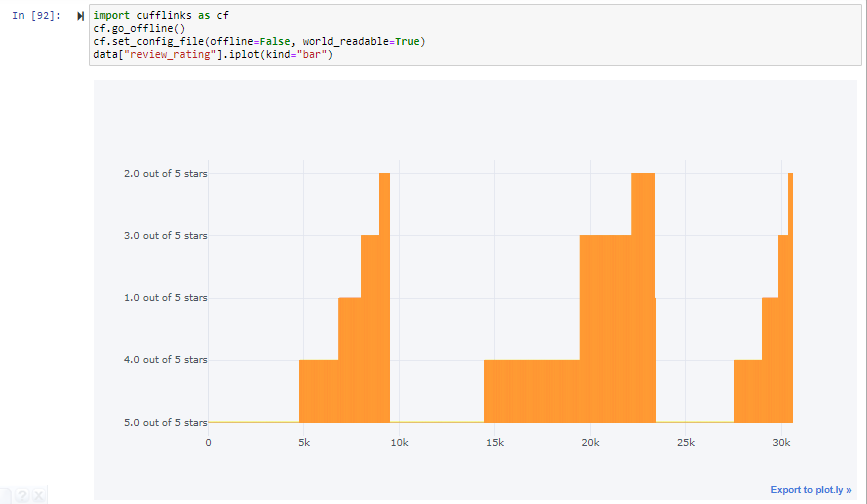 In [92]:
import cufflinks as cf
cf.go_offline()
cf.set_config_file(offline=False, world_readable=True)
data["review_rating"].iplot(kind="bar")
2.0 out of 5 stars
3.0 out of 5 stars
1.0 out of 5 stars
4.0 out of 5 stars
5.0 out of 5 stars
0 5k 10k 15k 20k 25k 30k
Export to plot.ly »